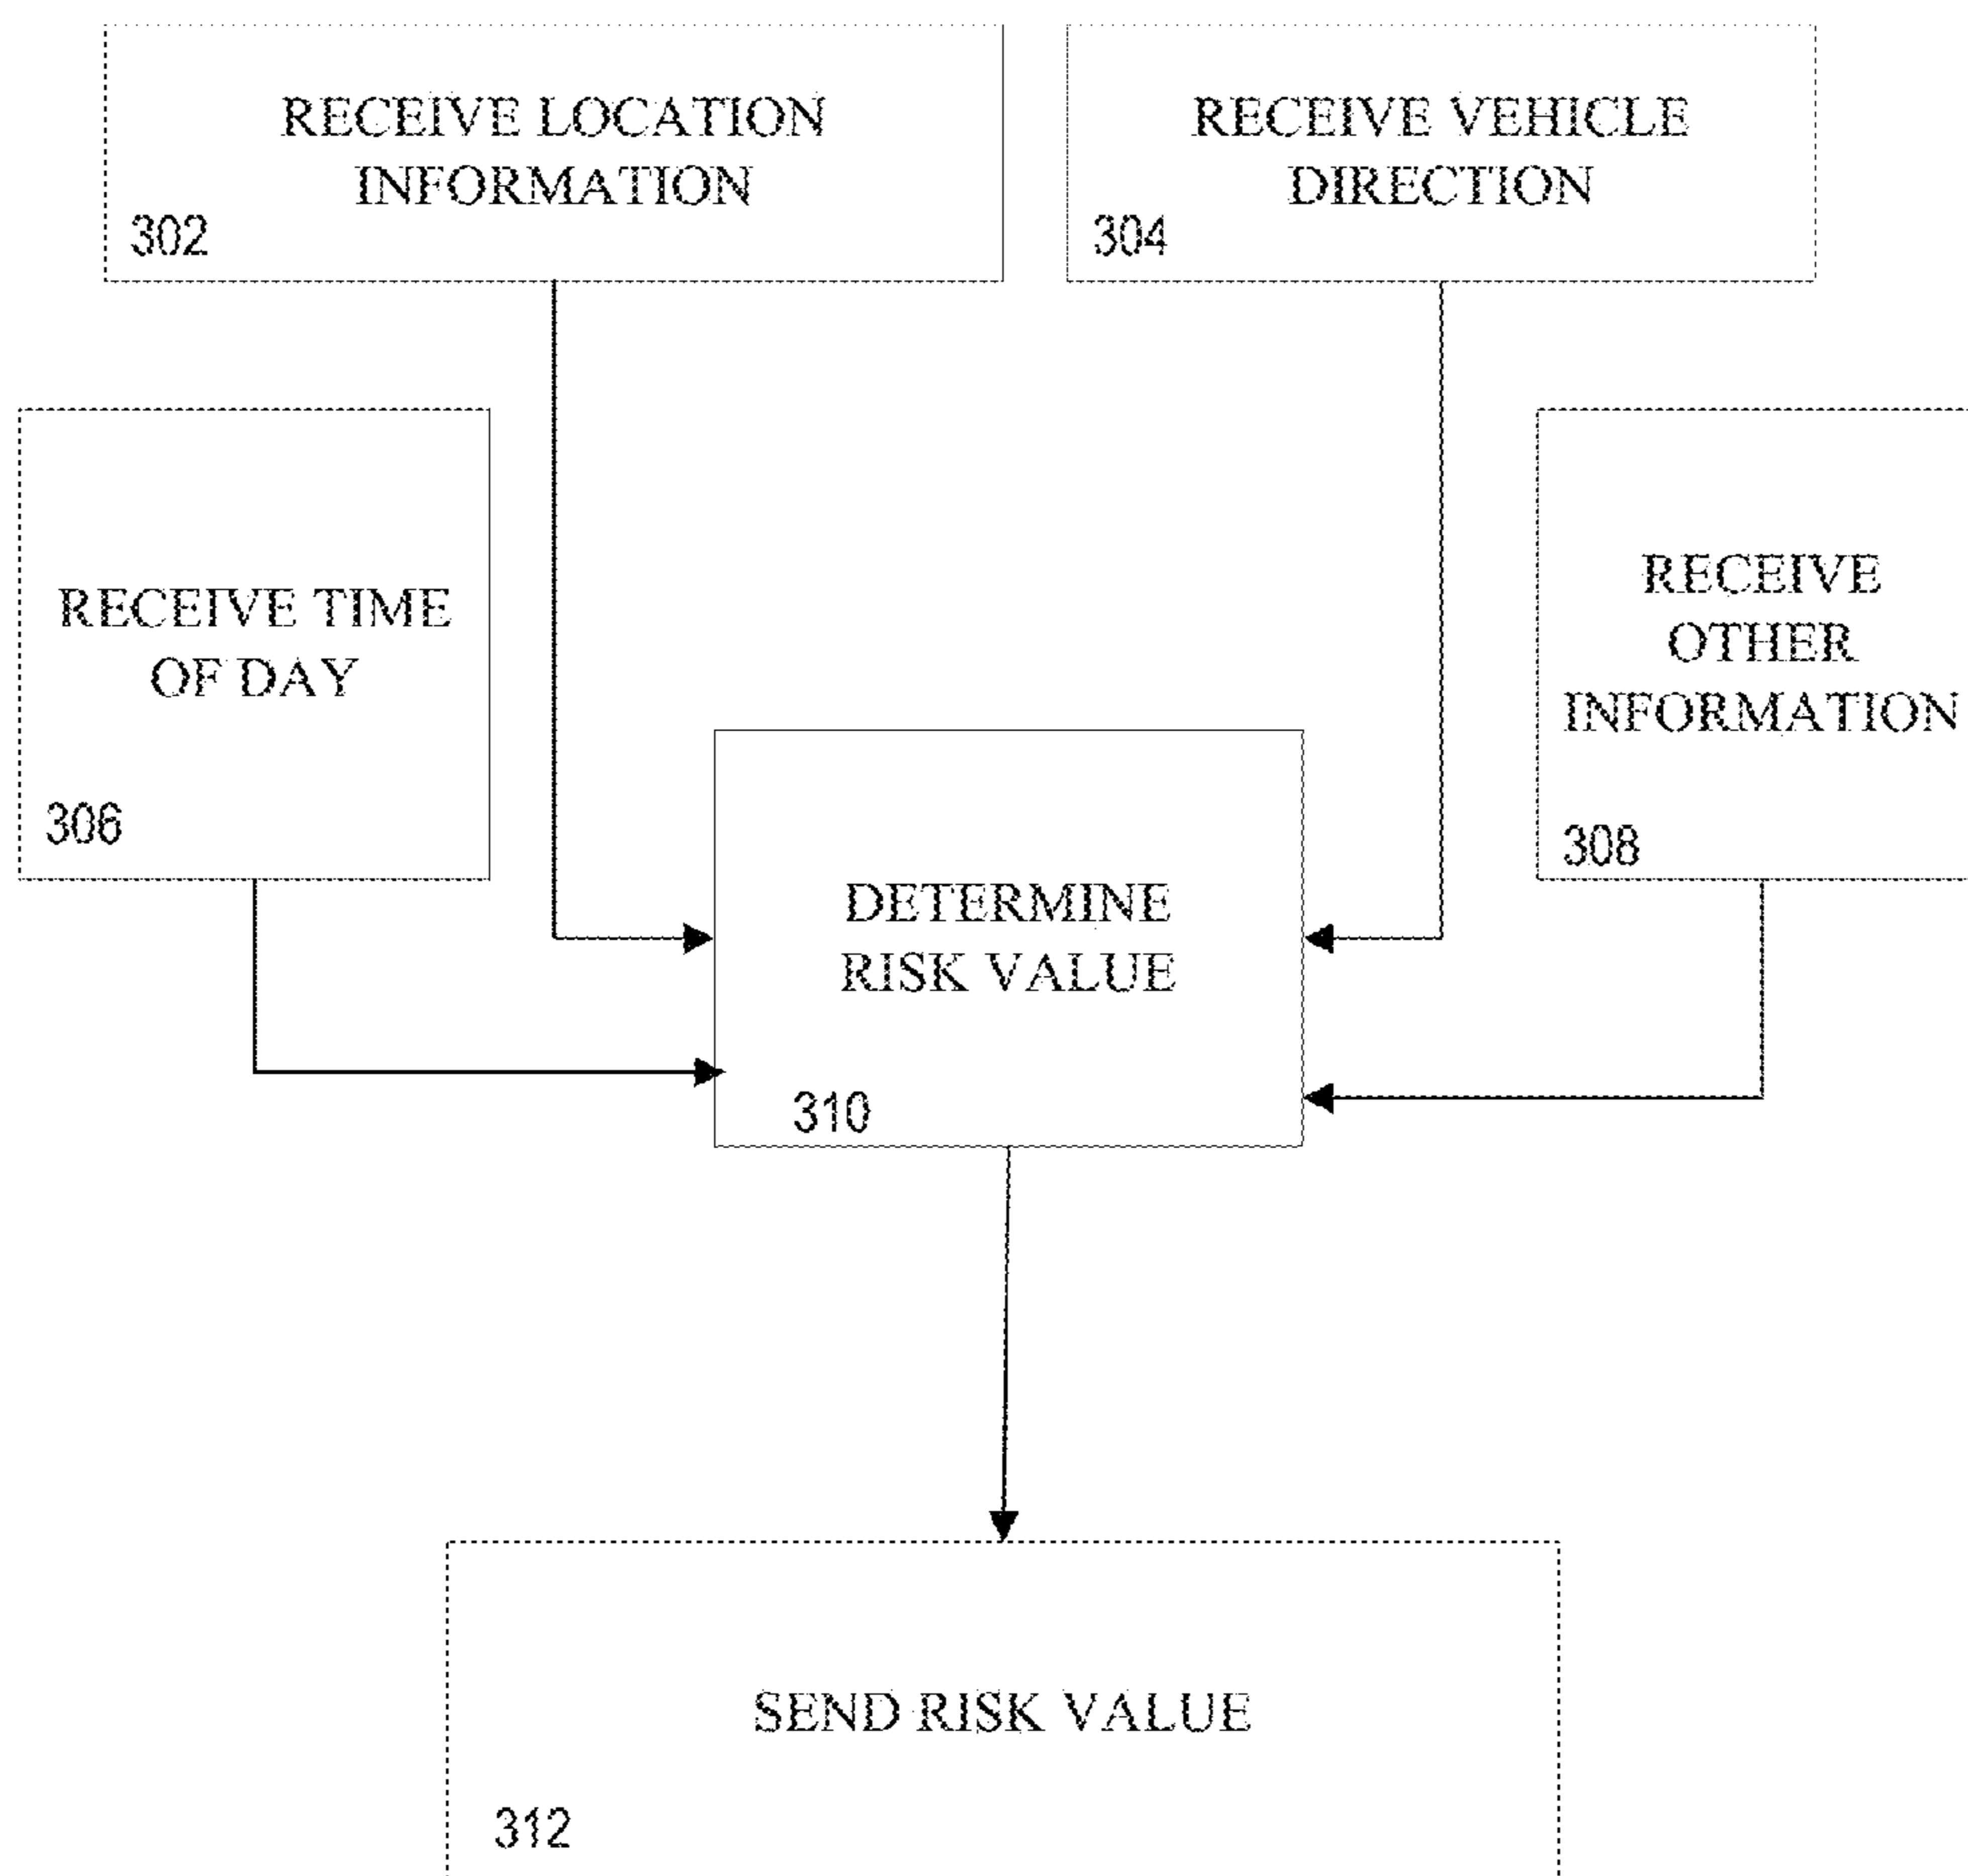 RECEIVE LOCATION
INFORMATION
302
RECEIVE VEHICLE
DIRECTION
304
RECEIVE TIME
OF DAY
306
RECEIVE
OTHER
INFORMATION
308
DETERMINE
RISK VALUE
310
SEND RISK VALUE
312